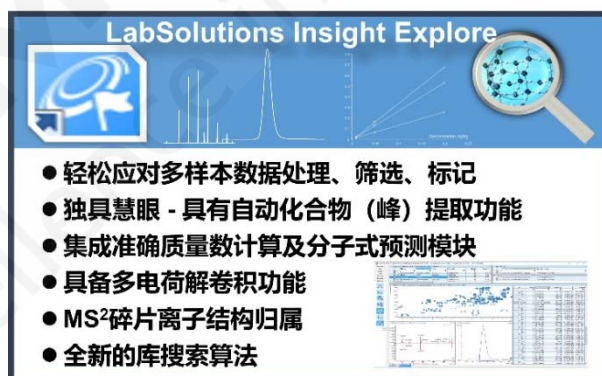 LabSolutions Insight Explore
● 轻松应对多样本数据处理、筛选、标记
● 独具慧眼 - 具有自动化合物（峰）提取功能
● 集成准确质量数计算及分子式预测模块
● 具备多电荷解卷积功能
● MS²碎片离子结构归属
● 全新的库搜索算法